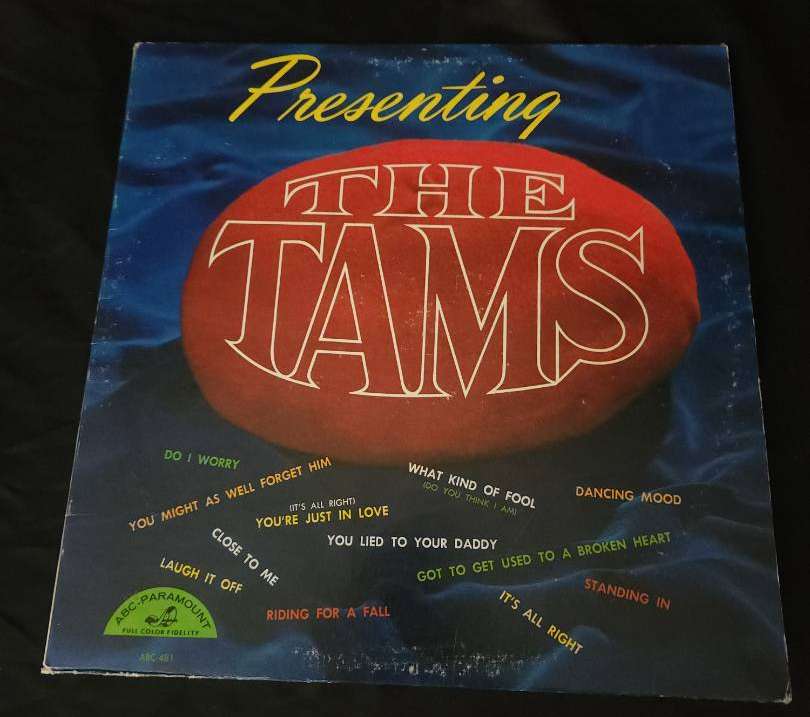 Presenting
THE
TAMS
DO I WORRY
YOU MIGHT AS WELL FORGET HIM
(IT'S ALL RIGHT)
YOU'RE JUST IN LOVE
WHAT KIND OF FOOL
(DO YOU THINK I AM)
DANCING MOOD
CLOSE TO ME
YOU LIED TO YOUR DADDY
GOT TO GET USED TO A BROKEN HEART
LAUGH IT OFF
STANDING IN
RIDING FOR A FALL
IT'S ALL RIGHT
ABC-PARAMOUNT
FULL COLOR FIDELITY
ABC-481